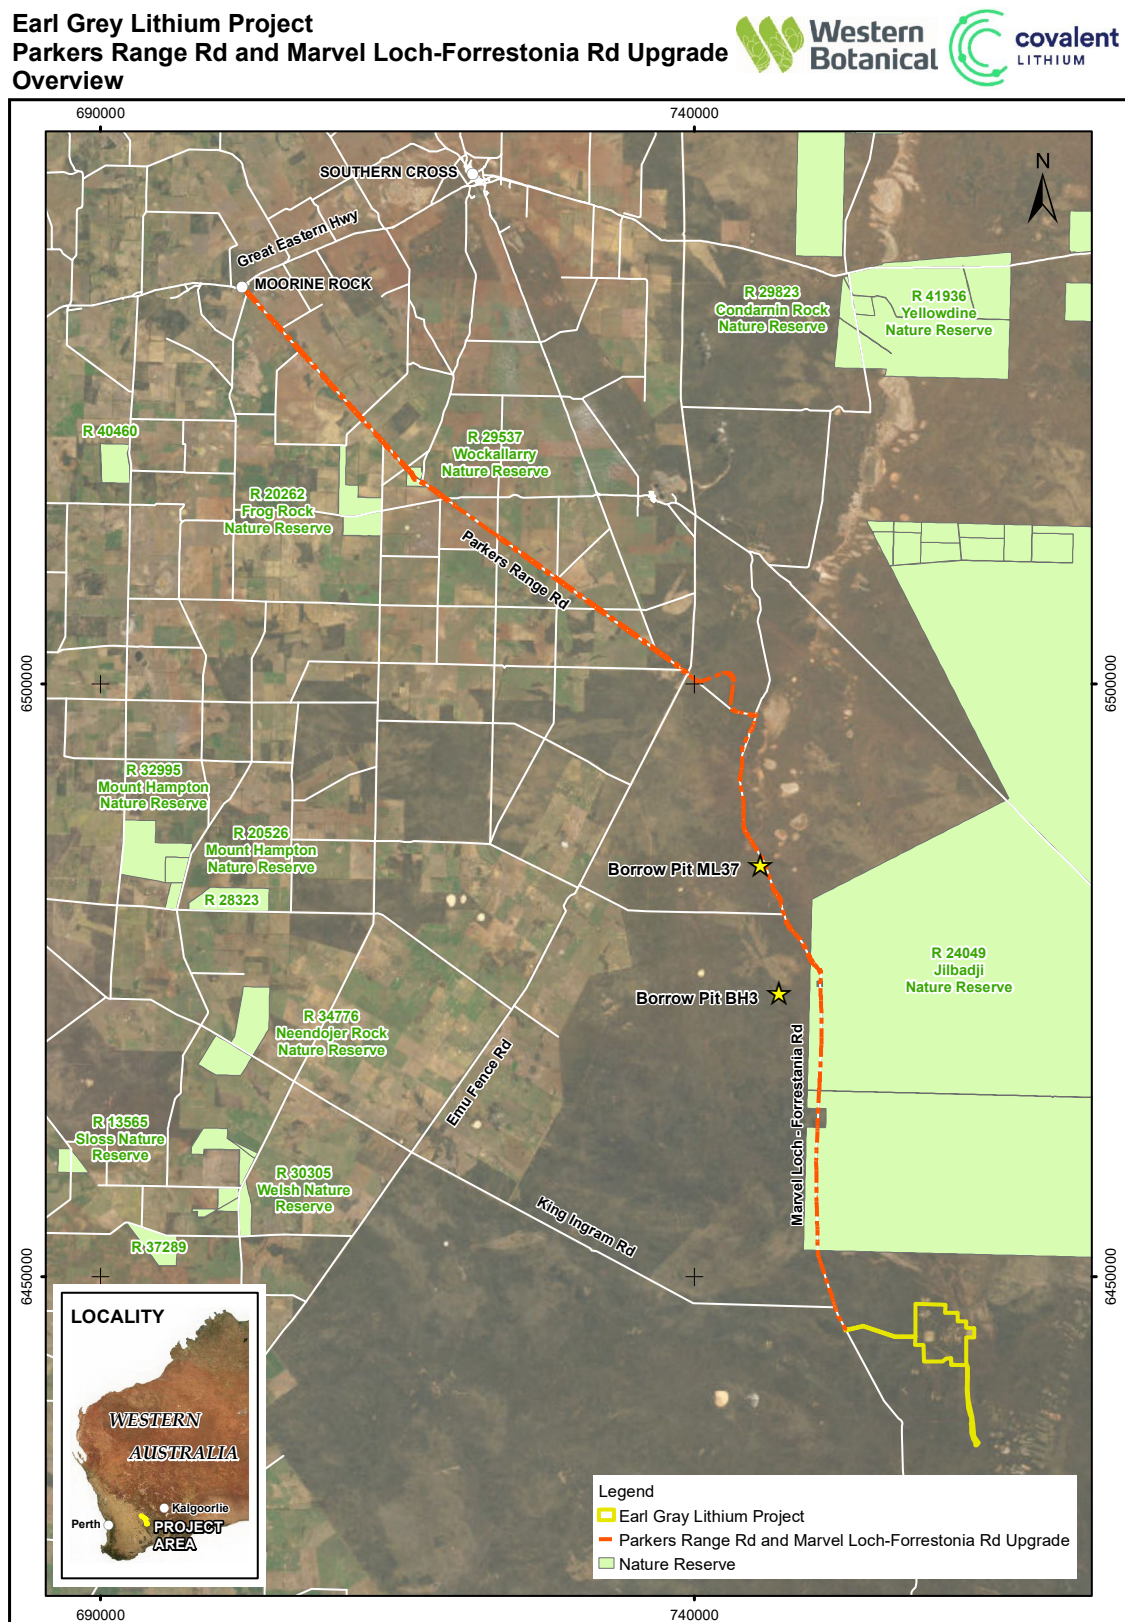 Earl Grey Lithium Project
Parkers Range Rd and Marvel Loch-Forrestonia Rd Upgrade
Overview
Western
Botanical
covalent
LITHIUM
690000
740000
SOUTHERN CROSS
N
Great Eastern Hwy
MOORINE ROCK
R 29823
Condarnin Rock
Nature Reserve
R 41936
Yellowdine
Nature Reserve
R 40460
R 29537
Wockallarry
Nature Reserve
R 20262
Frog Rock
Nature Reserve
Parkers Range Rd
6500000
6500000
R 32995
Mount Hampton
Nature Reserve
R 20526
Mount Hampton
Nature Reserve
R 28323
Borrow Pit ML37
R 24049
Jilbadji
Nature Reserve
Borrow Pit BH3
R 34776
Neendojer Rock
Nature Reserve
Emu Fence Rd
Marvel Loch - Forrestania Rd
R 13565
Sloss Nature
Reserve
R 30305
Welsh Nature
Reserve
King Ingram Rd
R 37289
6450000
6450000
LOCALITY
WESTERN
AUSTRALIA
Kalgoorlie
Perth
PROJECT
AREA
Legend
Earl Gray Lithium Project
Parkers Range Rd and Marvel Loch-Forrestonia Rd Upgrade
Nature Reserve
690000
740000